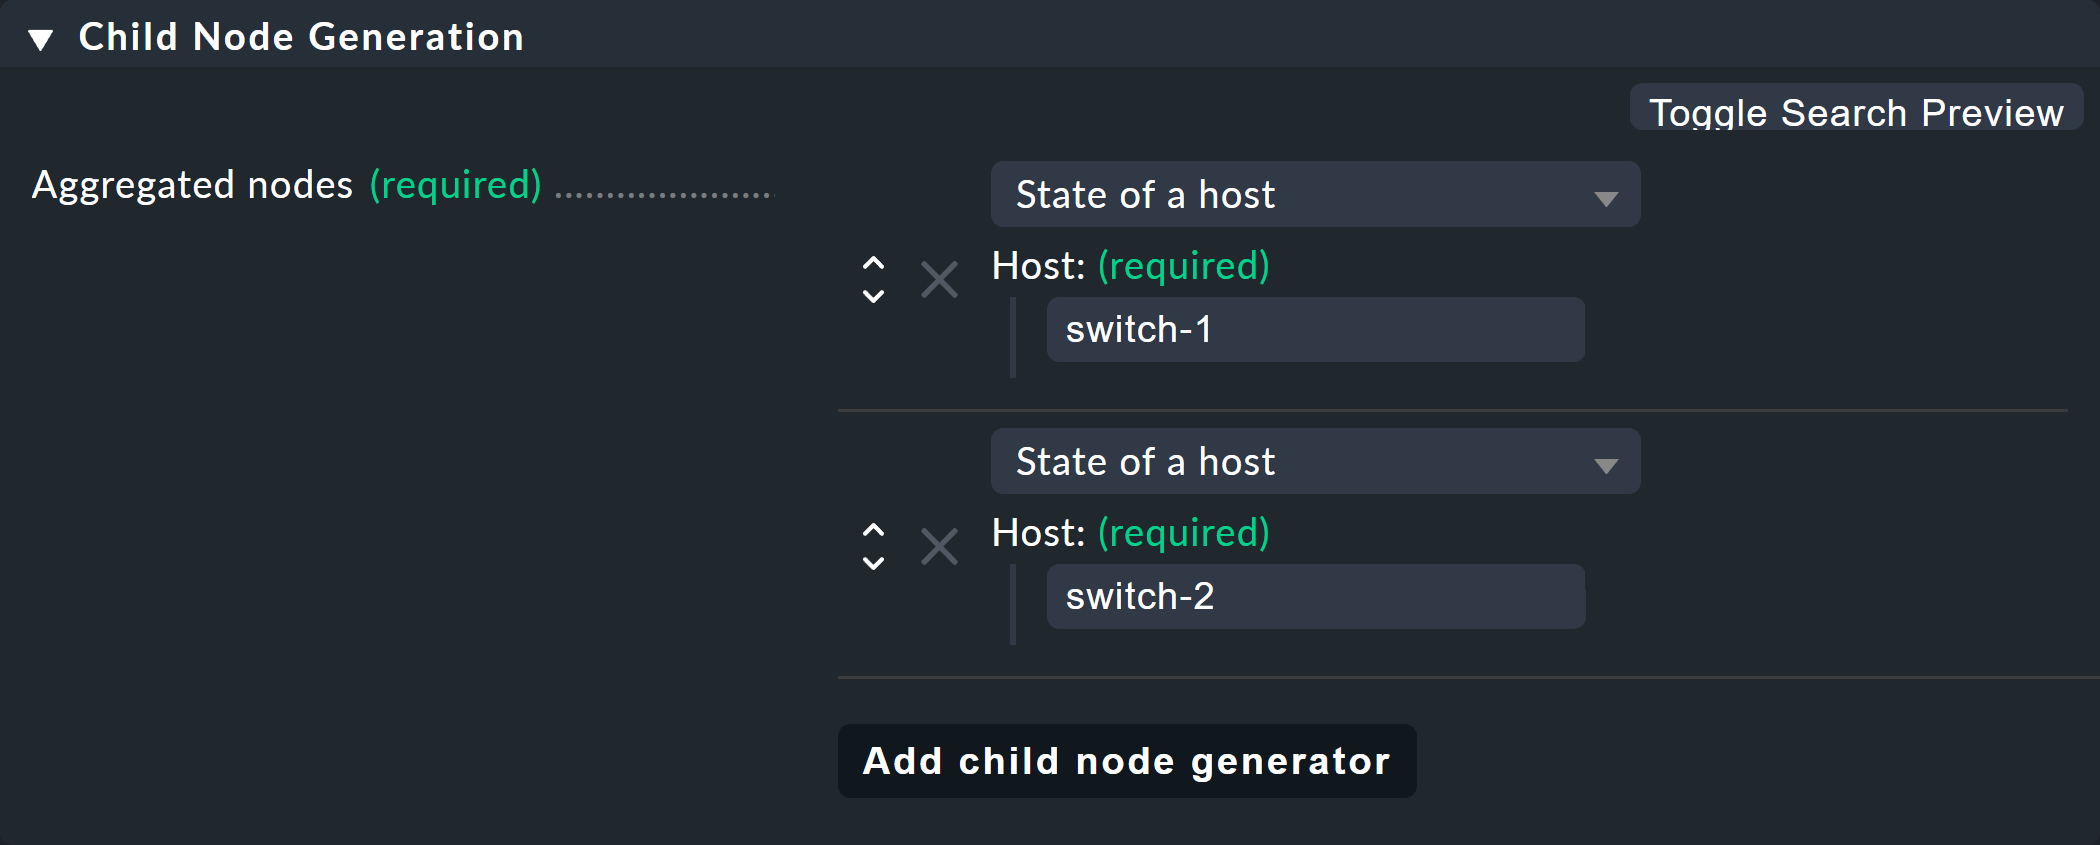 Child Node Generation
Toggle Search Preview
Aggregated nodes (required)
State of a host
Host: (required)
switch-1
State of a host
Host: (required)
switch-2
Add child node generator